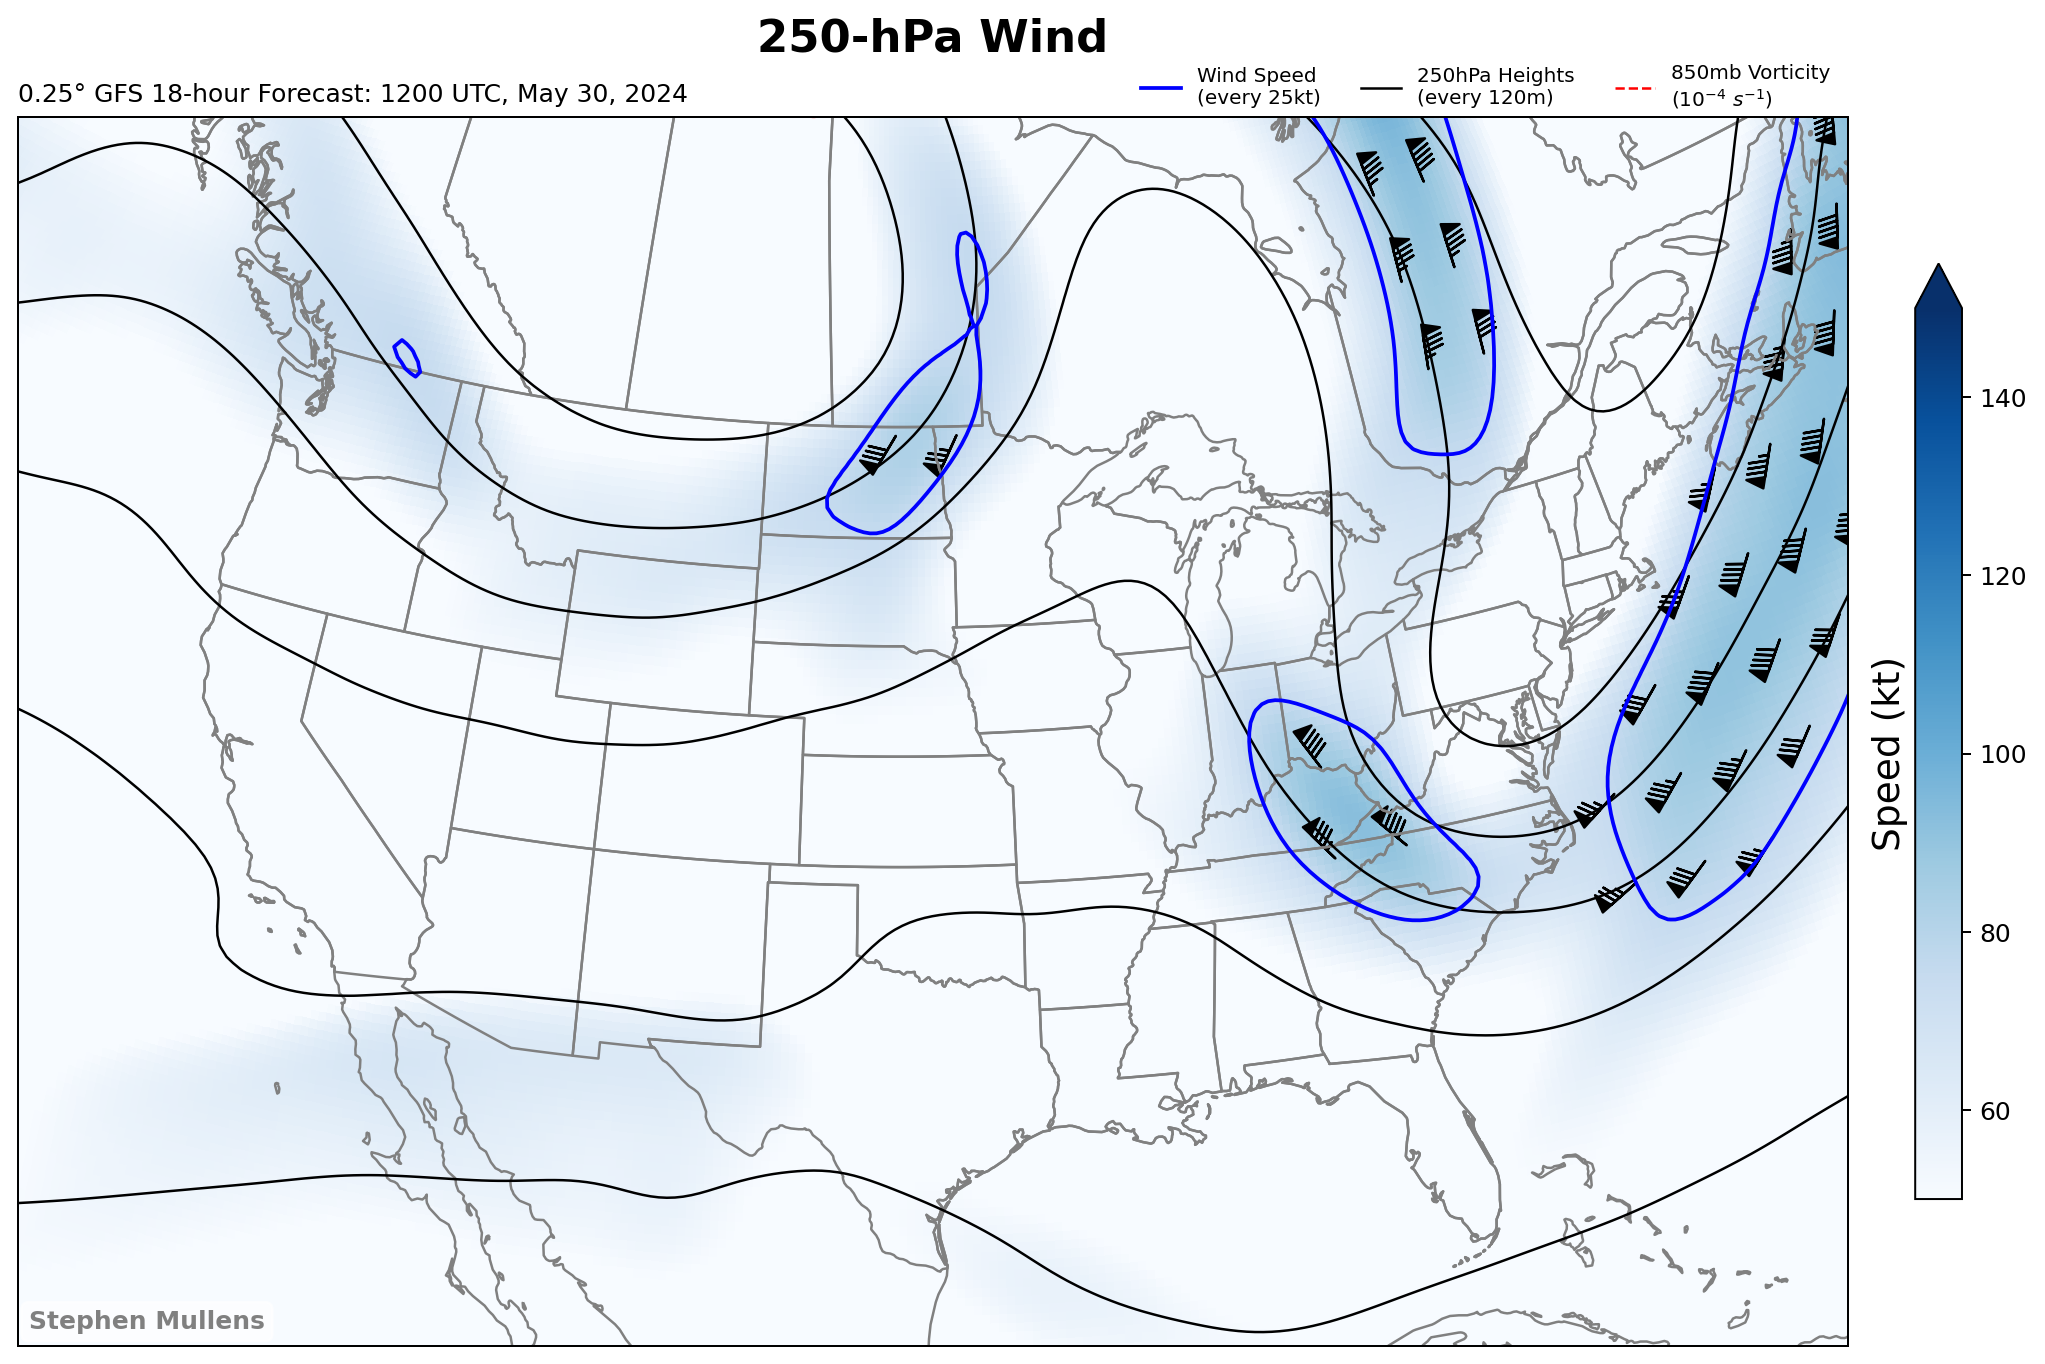 250-hPa Wind
0.25° GFS 18-hour Forecast: 1200 UTC, May 30, 2024
Wind Speed
(every 25kt)
250hPa Heights
(every 120m)
850mb Vorticity
(10⁻⁴ s⁻¹)
140
120
100
80
60
Speed (kt)
Stephen Mullens